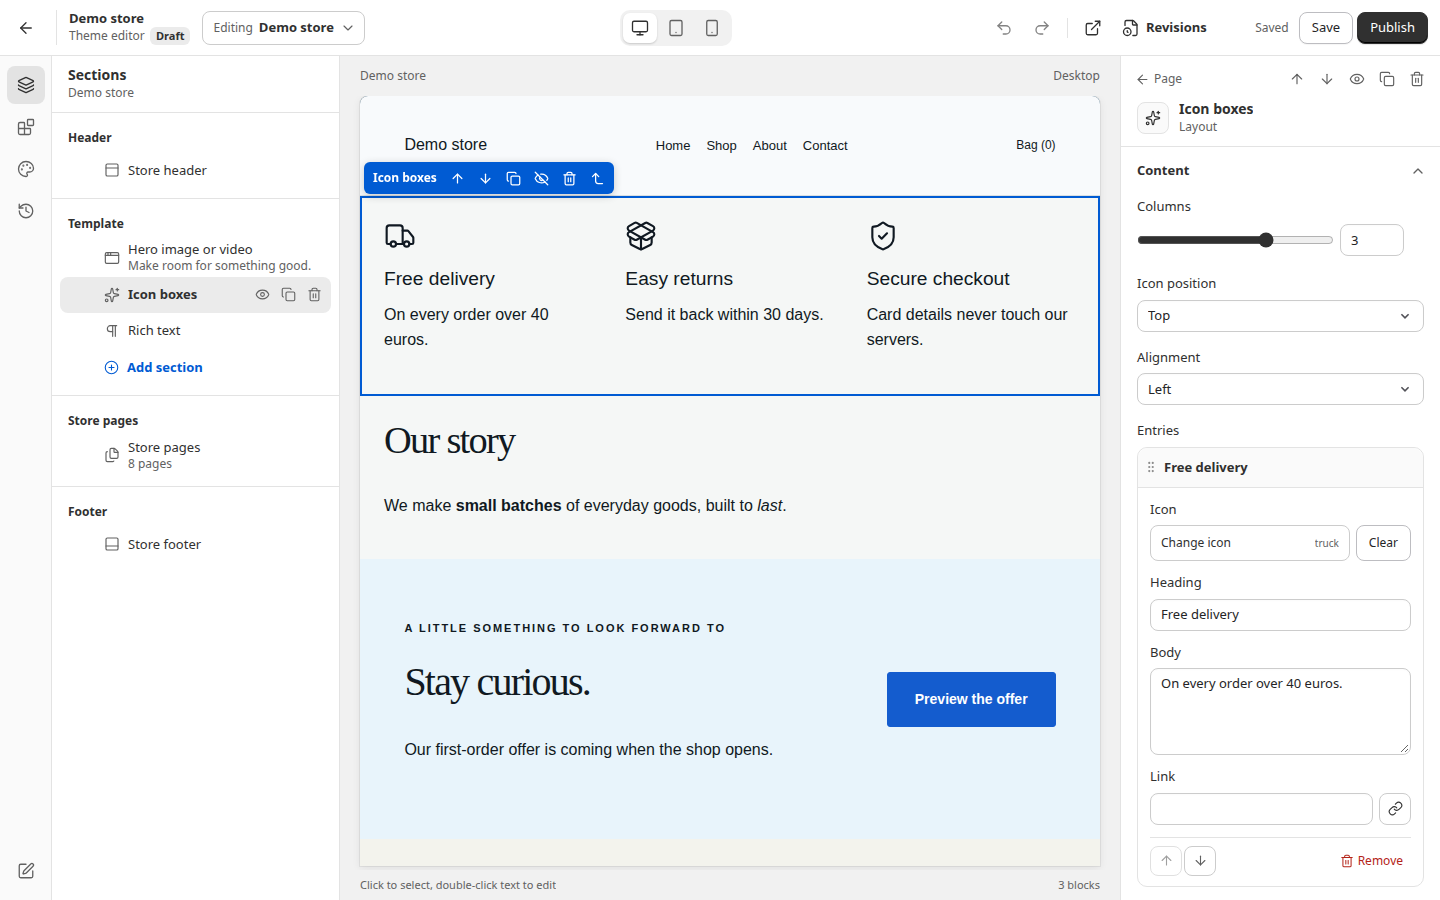 Demo store
Theme editor Draft
Editing Demo store
Revisions
Saved
Save
Publish
Sections
Demo store
Header
Store header
Template
Hero image or video
Make room for something good.
Icon boxes
Rich text
Add section
Store pages
Store pages
8 pages
Footer
Store footer
Demo store
Desktop
Demo store
Home Shop About Contact
Bag (0)
Icon boxes
Free delivery
On every order over 40
euros.
Easy returns
Send it back within 30 days.
Secure checkout
Card details never touch our
servers.
Our story
We make small batches of everyday goods, built to last.
A LITTLE SOMETHING TO LOOK FORWARD TO
Stay curious.
Our first-order offer is coming when the shop opens.
Preview the offer
Click to select, double-click text to edit
3 blocks
Page
Icon boxes
Layout
Content
Columns
3
Icon position
Top
Alignment
Left
Entries
Free delivery
Icon
Change icon truck
Clear
Heading
Free delivery
Body
On every order over 40 euros.
Link
Remove